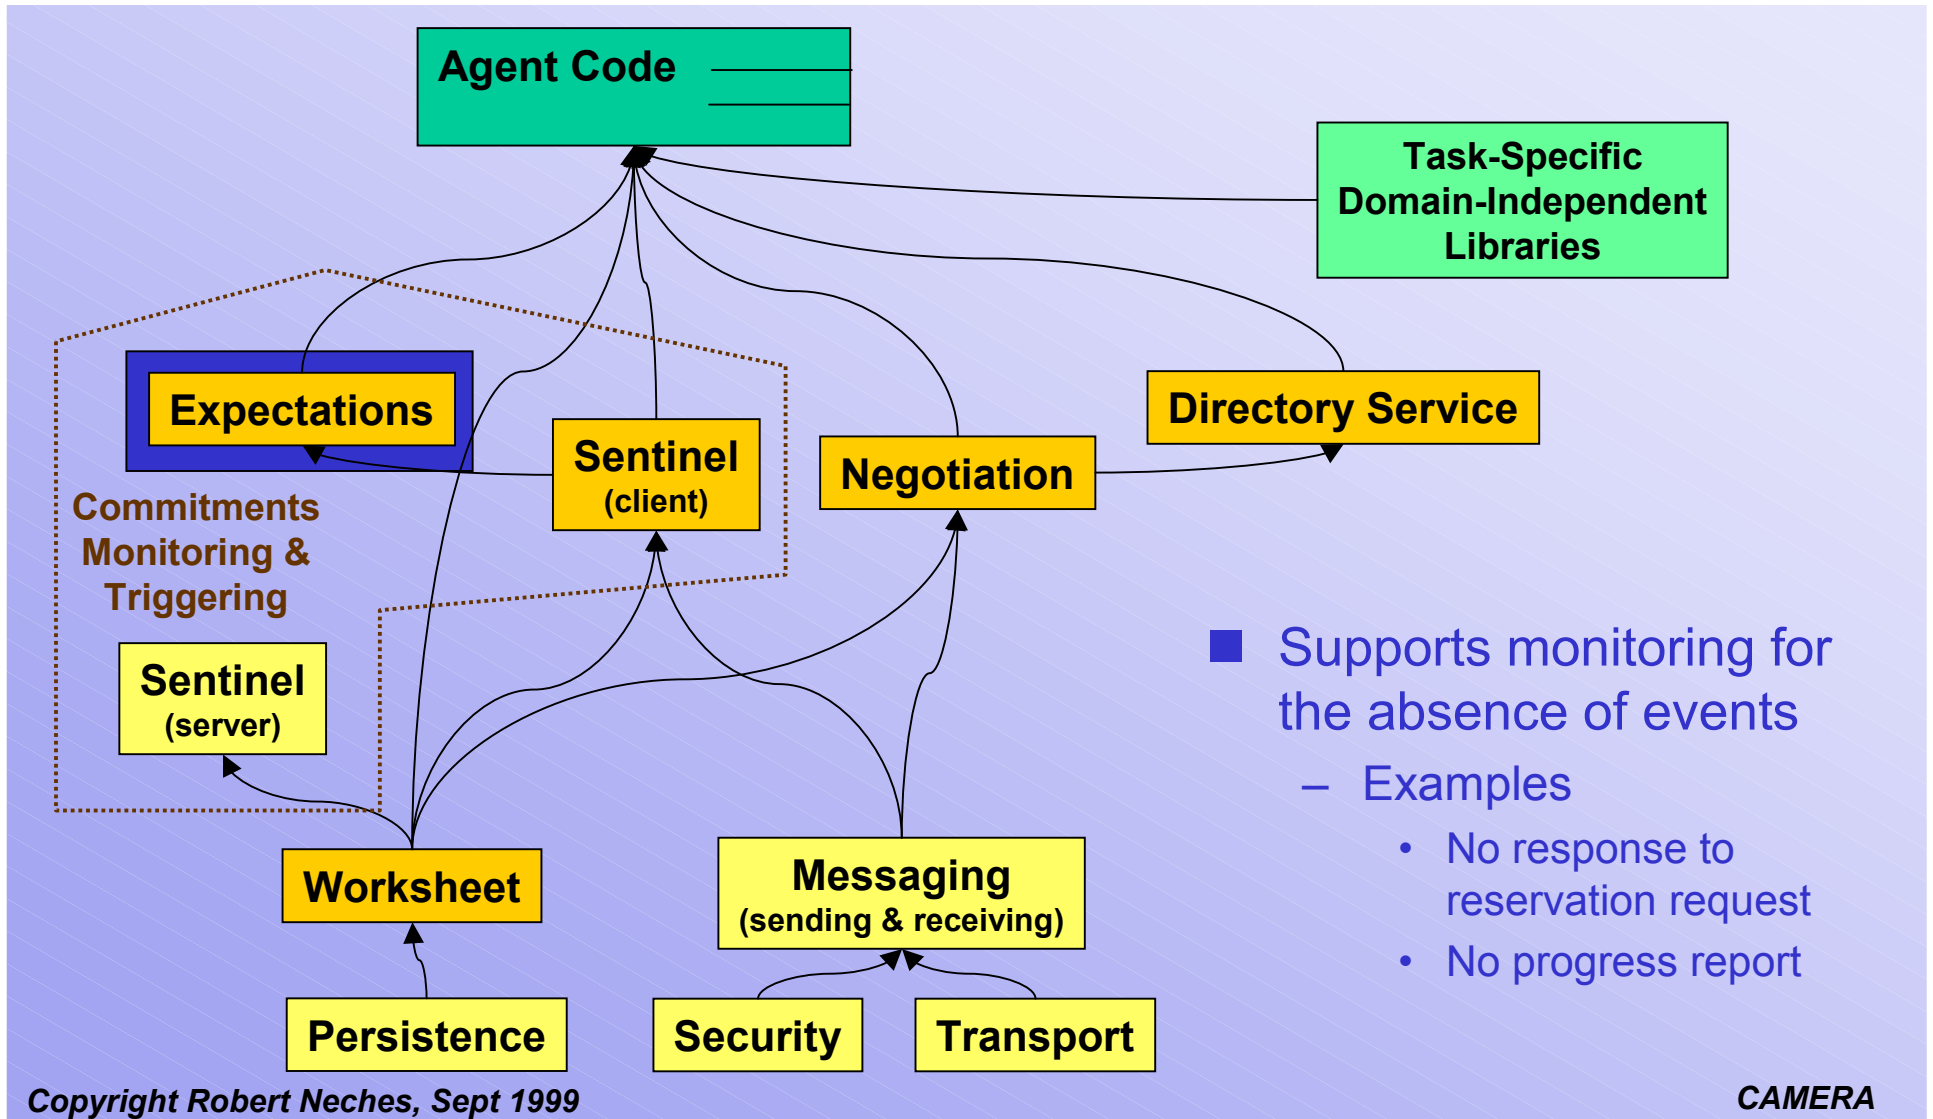 Agent Code
Task-Specific
Domain-Independent
Libraries
Expectations
Sentinel
(client)
Negotiation
Directory Service
Commitments
Monitoring &
Triggering
Sentinel
(server)
Worksheet
Messaging
(sending & receiving)
Persistence
Security
Transport
Supports monitoring for
the absence of events
– Examples
• No response to
reservation request
• No progress report
Copyright Robert Neches, Sept 1999
CAMERA